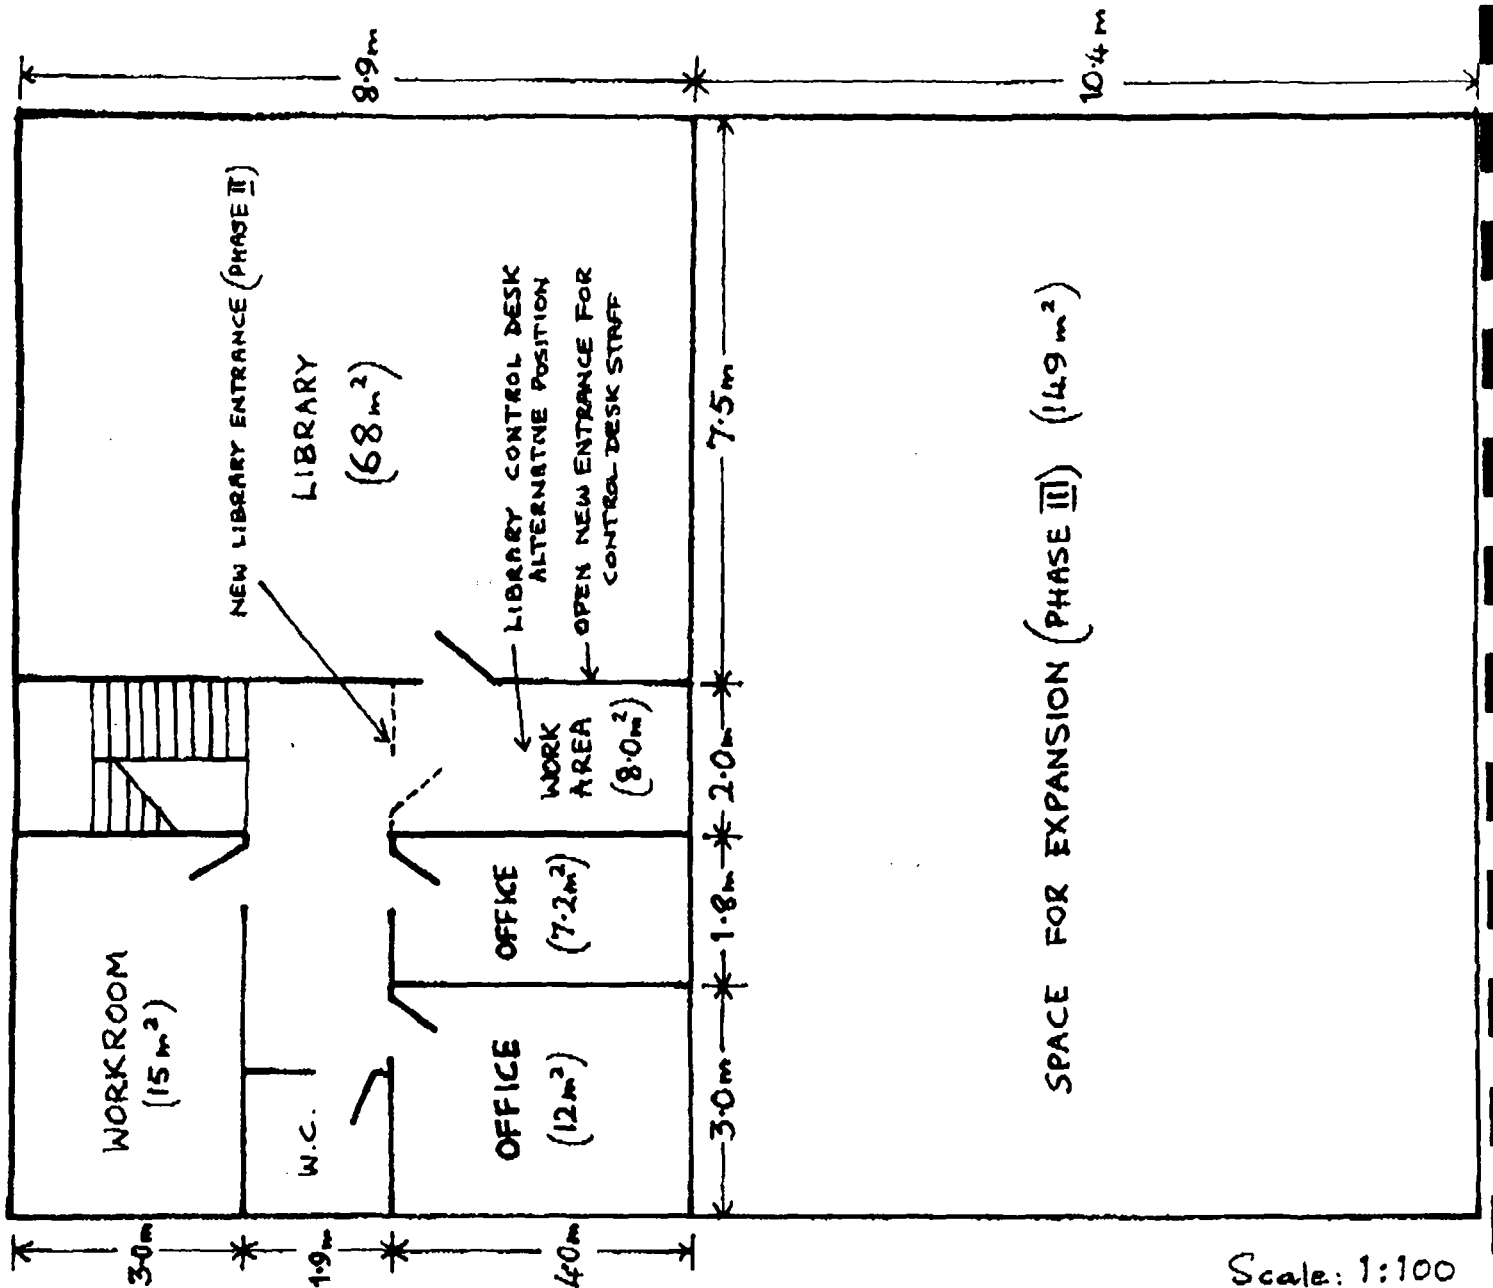 8.9m
10.4m
NEW LIBRARY ENTRANCE (PHASE II)
LIBRARY
(68m²)
LIBRARY CONTROL DESK
ALTERNATIVE POSITION
OPEN NEW ENTRANCE FOR
CONTROL DESK STAFF
WORK
AREA
(8.0m²)
WORKROOM
(15m²)
W.C.
OFFICE
(7.2m²)
OFFICE
(12m²)
7.5m
2.0m
1.8m
3.0m
3.0m
1.9m
4.0m
SPACE FOR EXPANSION (PHASE III) (149m²)
Scale: 1:100